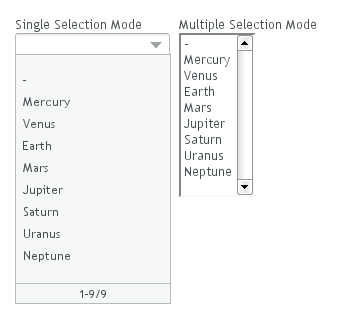 Single Selection Mode
-
Mercury
Venus
Earth
Mars
Jupiter
Saturn
Uranus
Neptune
1-9/9
Multiple Selection Mode
-
Mercury
Venus
Earth
Mars
Jupiter
Saturn
Uranus
Neptune